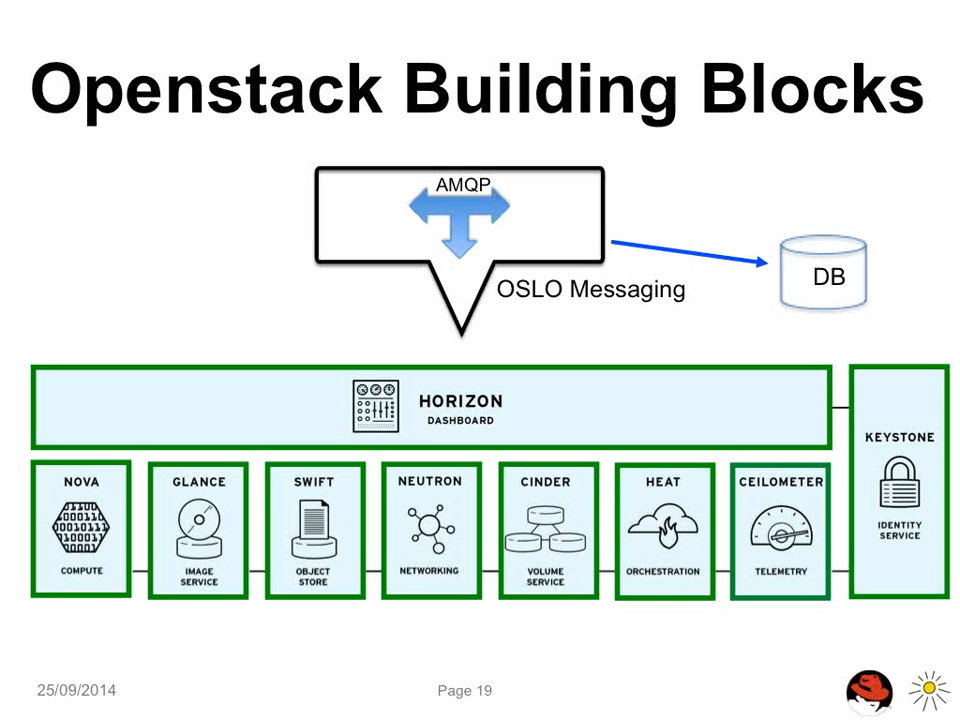 Openstack Building Blocks
AMQP
OSLO Messaging
DB
HORIZON
DASHBOARD
KEYSTONE
IDENTITY
SERVICE
NOVA
COMPUTE
GLANCE
IMAGE
SERVICE
SWIFT
OBJECT
STORE
NEUTRON
NETWORKING
CINDER
VOLUME
SERVICE
HEAT
ORCHESTRATION
CEILOMETER
TELEMETRY
25/09/2014
Page 19